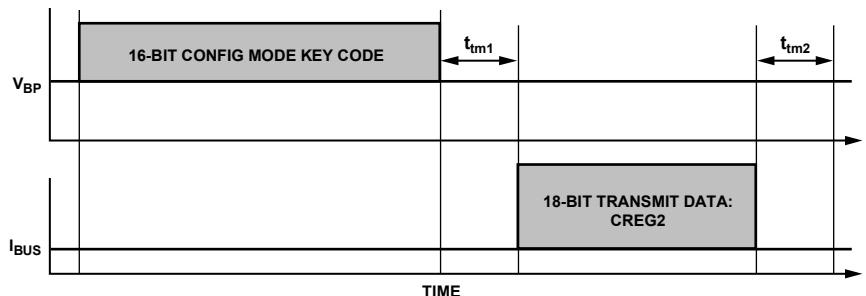 16-BIT CONFIG MODE KEY CODE
t_tm1
t_tm2
V_BP
18-BIT TRANSMIT DATA:
CREG2
I_BUS
TIME